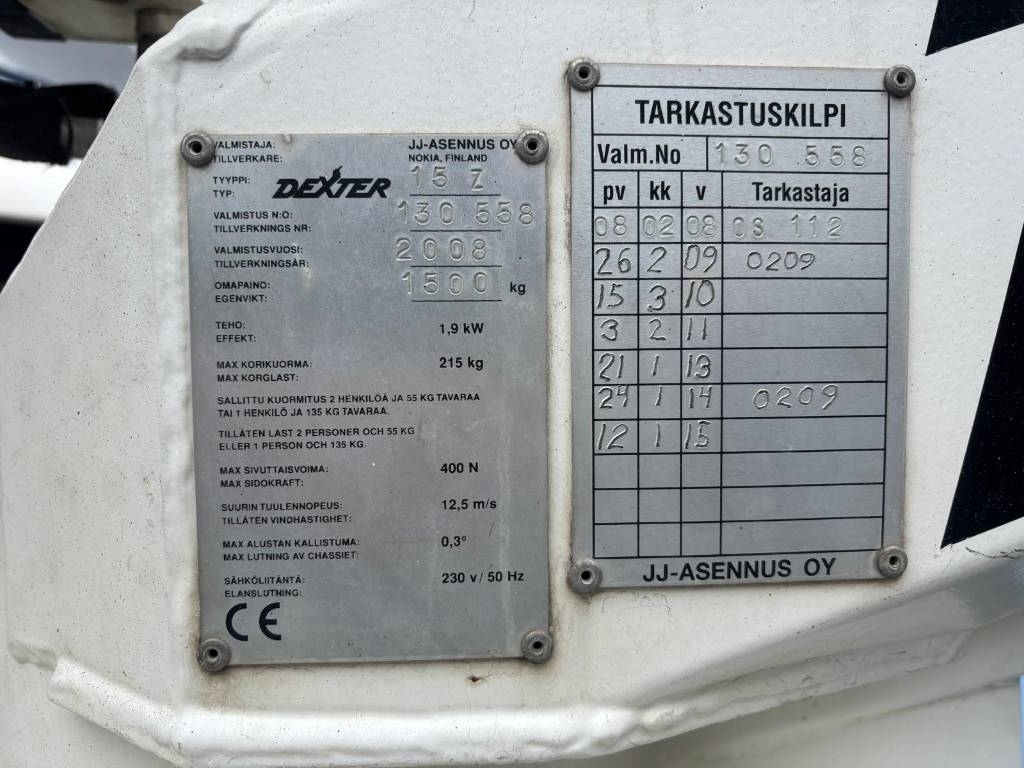 VALMISTAJA: JJ-ASENNUS OY
TILLVERKARE: NOKIA, FINLAND
TYYPPI: DEXTER 15 Z
TYP:
VALMISTUS N:O: 130 558
TILLVERKNINGS NR:
VALMISTUSVUOSI: 2008
TILLVERKNINGSÅR:
OMAPAINO: 1500 kg
EGENVIKT:
TEHO: 1,9 kW
EFFEKT:
MAX KORIKUORMA: 215 kg
MAX KORGLAST:
SALLITTU KUORMITUS 2 HENKILÖÄ JA 55 KG TAVARAA
TAI 1 HENKILÖ JA 135 KG TAVARAA.
TILLÅTEN LAST 2 PERSONER OCH 55 KG
ELLER 1 PERSON OCH 135 KG.
MAX SIVUTTAISVOIMA: 400 N
MAX SIDOKRAFT:
SUURIN TUULENNOPEUS: 12,5 m/s
TILLÅTEN VINDHASTIGHET:
MAX ALUSTAN KALLISTUMA: 0,3°
MAX LUTNING AV CHASSIET:
SÄHKÖLIITÄNTÄ: 230 v / 50 Hz
ELANSLUTNING:
CE
TARKASTUSKILPI
Valm.No 130 558
pv kk v Tarkastaja
08 02 08 OS 112
26 2 09 0209
15 3 10
3 2 11
21 1 13
24 1 14 0209
12 1 15
JJ-ASENNUS OY